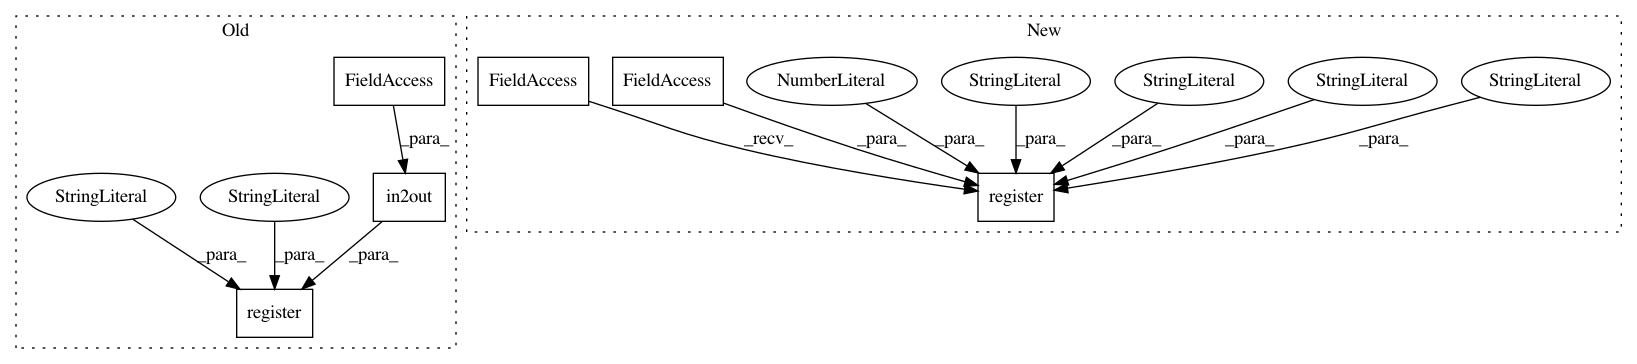 Old
New
FieldAccess
FieldAccess
FieldAccess
NumberLiteral
StringLiteral
StringLiteral
StringLiteral
StringLiteral
_para_
_recv_
_para_
_para_
_para_
_para_
_para_
_para_
StringLiteral
StringLiteral
in2out
register
_para_
_para_
_para_
register